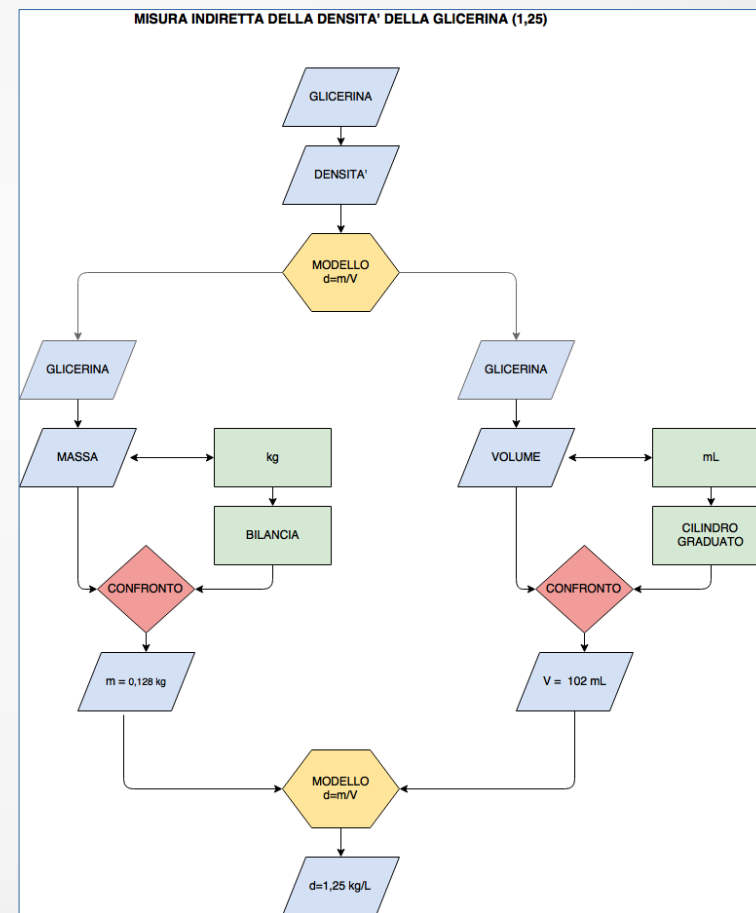 MISURA INDIRETTA DELLA DENSITA' DELLA GLICERINA (1,25)
GLICERINA
DENSITA'
MODELLO
d=m/V
GLICERINA
GLICERINA
MASSA
kg
VOLUME
mL
BILANCIA
CILINDRO
GRADUATO
CONFRONTO
CONFRONTO
m = 0,128 kg
V = 102 mL
MODELLO
d=m/V
d=1,25 kg/L